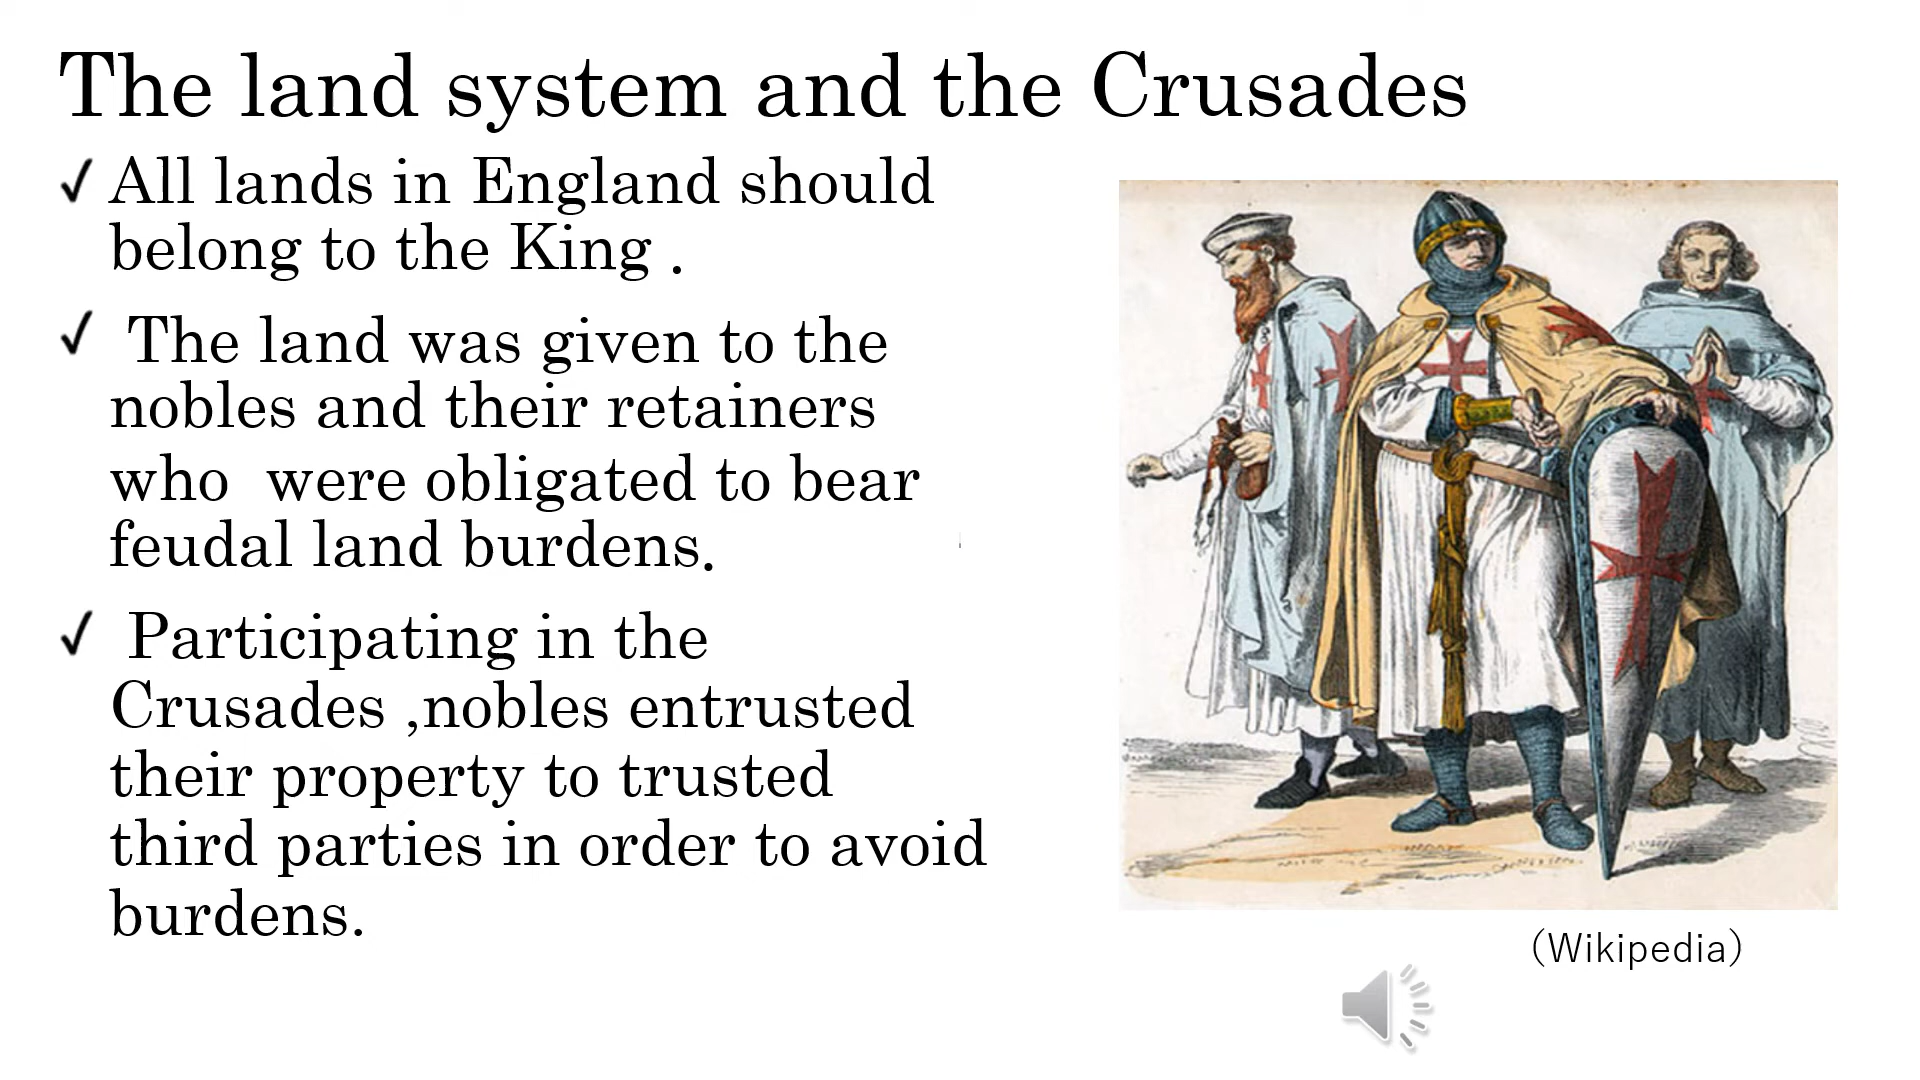 The land system and the Crusades
✓ All lands in England should
belong to the King .
✓ The land was given to the
nobles and their retainers
who were obligated to bear
feudal land burdens.
✓ Participating in the
Crusades ,nobles entrusted
their property to trusted
third parties in order to avoid
burdens.
(Wikipedia)